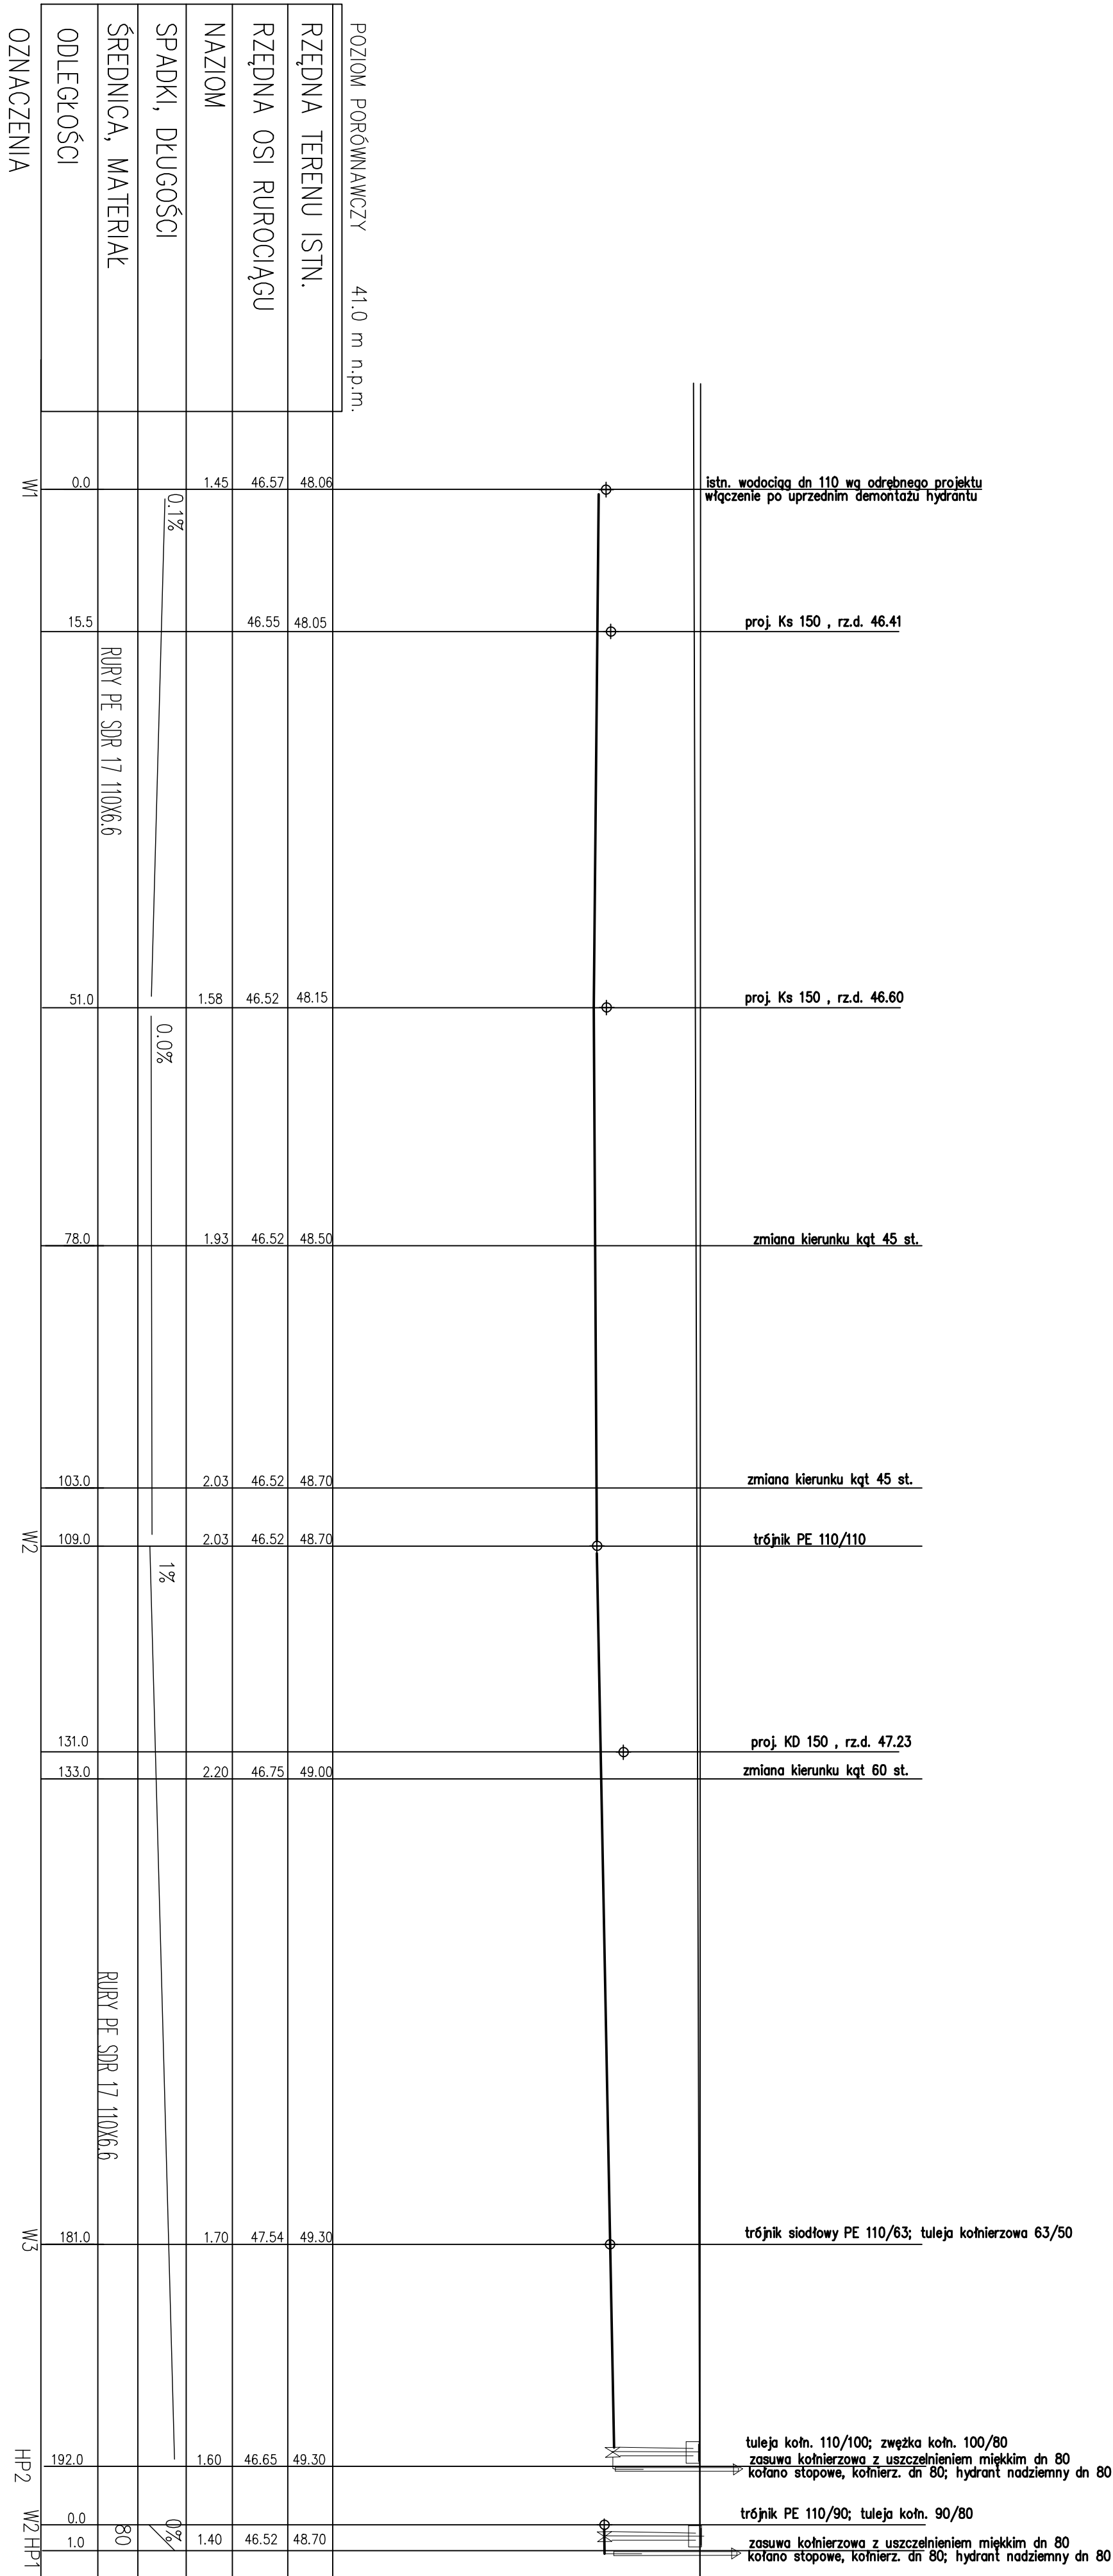 POZIOM PORÓWNAWCZY 41.0 m n.p.m.
RZĘDNA TERENU ISTN.
RZĘDNA OSI RUROCIĄGU
NAZIOM
SPADKI, DŁUGOŚCI
ŚREDNICA, MATERIAŁ
ODLEGŁOŚCI
OZNACZENIA
istn. wodociąg dn 110 wg odrębnego projektu
włączenie po uprzednim demontażu hydrantu
W1 0.0 1.45 46.57 48.06
0.1%
15.5 46.55 48.05 proj. Ks 150 , rz.d. 46.41
RURY PE SDR 17 110X6.6
51.0 1.58 46.52 48.15 proj. Ks 150 , rz.d. 46.60
0.0%
78.0 1.93 46.52 48.50 zmiana kierunku kąt 45 st.
103.0 2.03 46.52 48.70 zmiana kierunku kąt 45 st.
W2 109.0 2.03 46.52 48.70 trójnik PE 110/110
1%
131.0 proj. KD 150 , rz.d. 47.23
133.0 2.20 46.75 49.00 zmiana kierunku kąt 60 st.
RURY PE SDR 17 110X6.6
W3 181.0 1.70 47.54 49.30 trójnik siodłowy PE 110/63; tuleja kołnierzowa 63/50
tuleja kołn. 110/100; zwężka kołn. 100/80
HP2 192.0 1.60 46.65 49.30 zasuwa kołnierzowa z uszczelnieniem miękkim dn 80
kołano stopowe, kołnierz. dn 80; hydrant nadziemny dn 80
W2 0.0 trójnik PE 110/90; tuleja kołn. 90/80
80 0%
HP1 1.0 1.40 46.52 48.70 zasuwa kołnierzowa z uszczelnieniem miękkim dn 80
kołano stopowe, kołnierz. dn 80; hydrant nadziemny dn 80